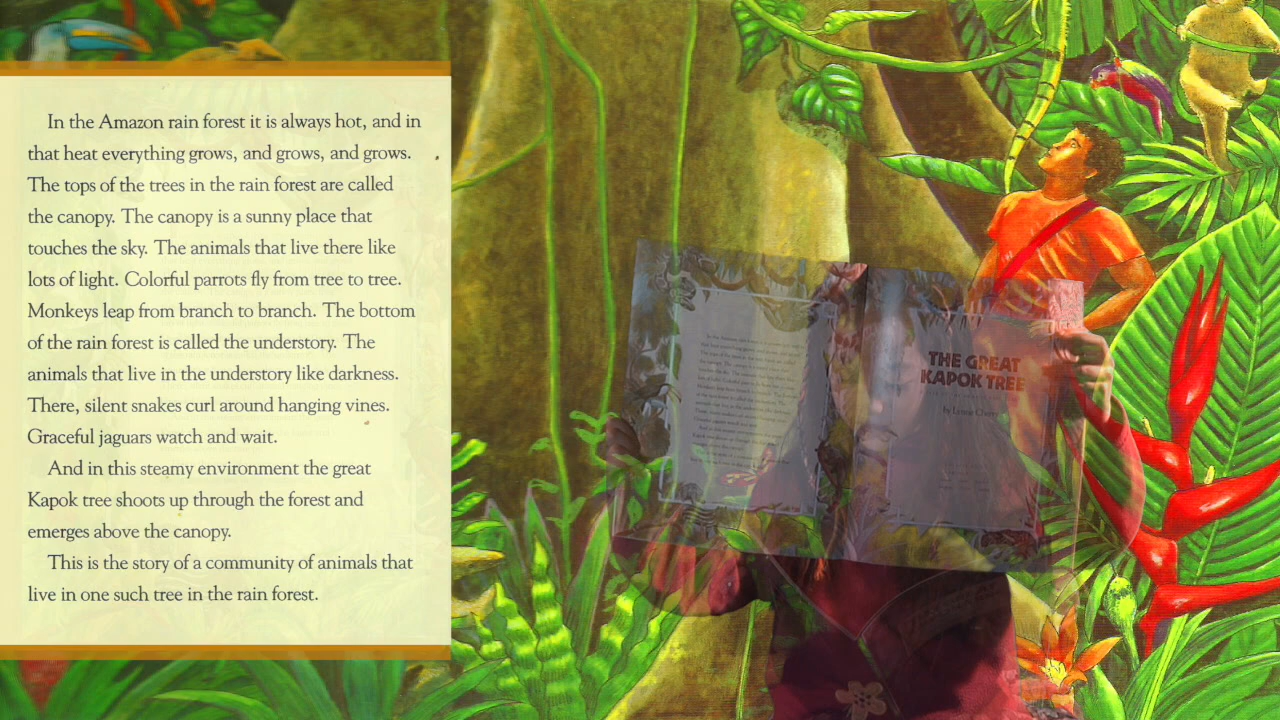 In the Amazon rain forest it is always hot, and in
that heat everything grows, and grows, and grows.
The tops of the trees in the rain forest are called
the canopy. The canopy is a sunny place that
touches the sky. The animals that live there like
lots of light. Colorful parrots fly from tree to tree.
Monkeys leap from branch to branch. The bottom
of the rain forest is called the understory. The
animals that live in the understory like darkness.
There, silent snakes curl around hanging vines.
Graceful jaguars watch and wait.
And in this steamy environment the great
Kapok tree shoots up through the forest and
emerges above the canopy.
This is the story of a community of animals that
live in one such tree in the rain forest.
THE GREAT
KAPOK TREE
by Lynne Cherry